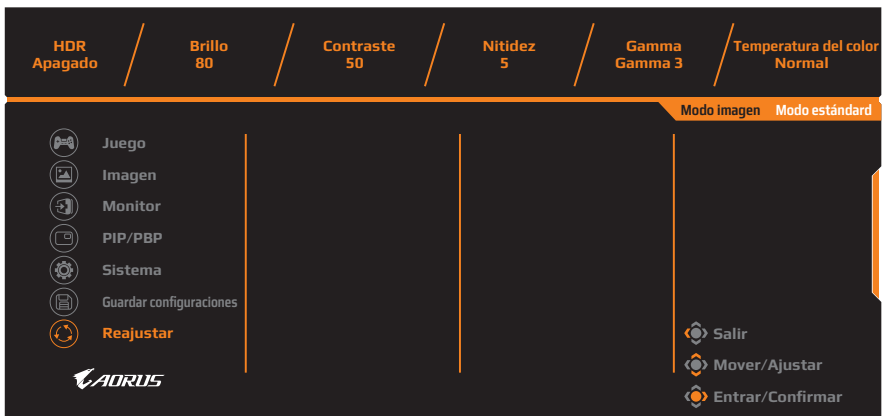 HDR
Apagado
Brillo
80
Contraste
50
Nitidez
5
Gamma
Gamma 3
Temperatura del color
Normal
Modo imagen Modo estándard
Juego
Imagen
Monitor
PIP/PBP
Sistema
Guardar configuraciones
Reajustar
AORUS
Salir
Mover/Ajustar
Entrar/Confirmar